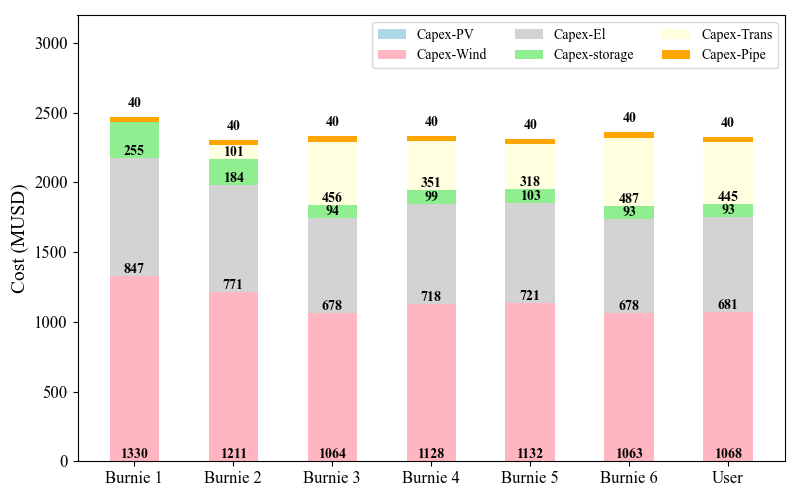 Capex-PV Capex-El Capex-Trans
Capex-Wind Capex-storage Capex-Pipe
Cost (MUSD)
3000
2500
2000
1500
1000
500
0
40 40 40 40 40 40 40
101 456 351 318 487 445
255 184 94 99 103 93 93
847 771 678 718 721 678 681
1330 1211 1064 1128 1132 1063 1068
Burnie 1 Burnie 2 Burnie 3 Burnie 4 Burnie 5 Burnie 6 User